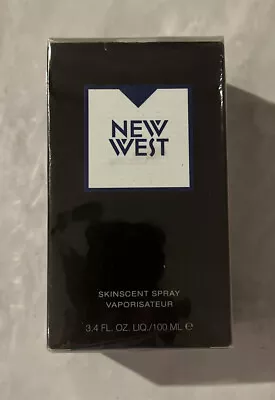 NEW
WEST
SKINSCENT SPRAY
VAPORISATEUR
3.4 FL. OZ. LIQ./100 ML ℮